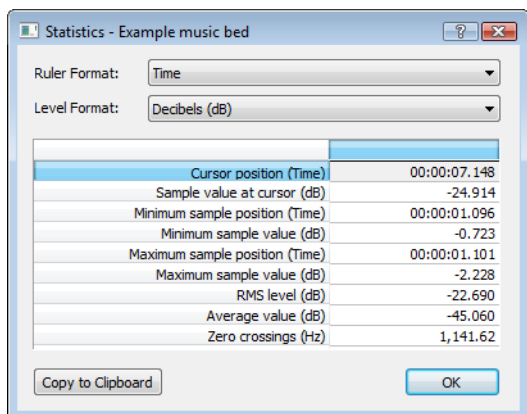 Statistics - Example music bed
Ruler Format: Time
Level Format: Decibels (dB)
Cursor position (Time) 00:00:07.148
Sample value at cursor (dB) -24.914
Minimum sample position (Time) 00:00:01.096
Minimum sample value (dB) -0.723
Maximum sample position (Time) 00:00:01.101
Maximum sample value (dB) -2.228
RMS level (dB) -22.690
Average value (dB) -45.060
Zero crossings (Hz) 1,141.62
Copy to Clipboard OK